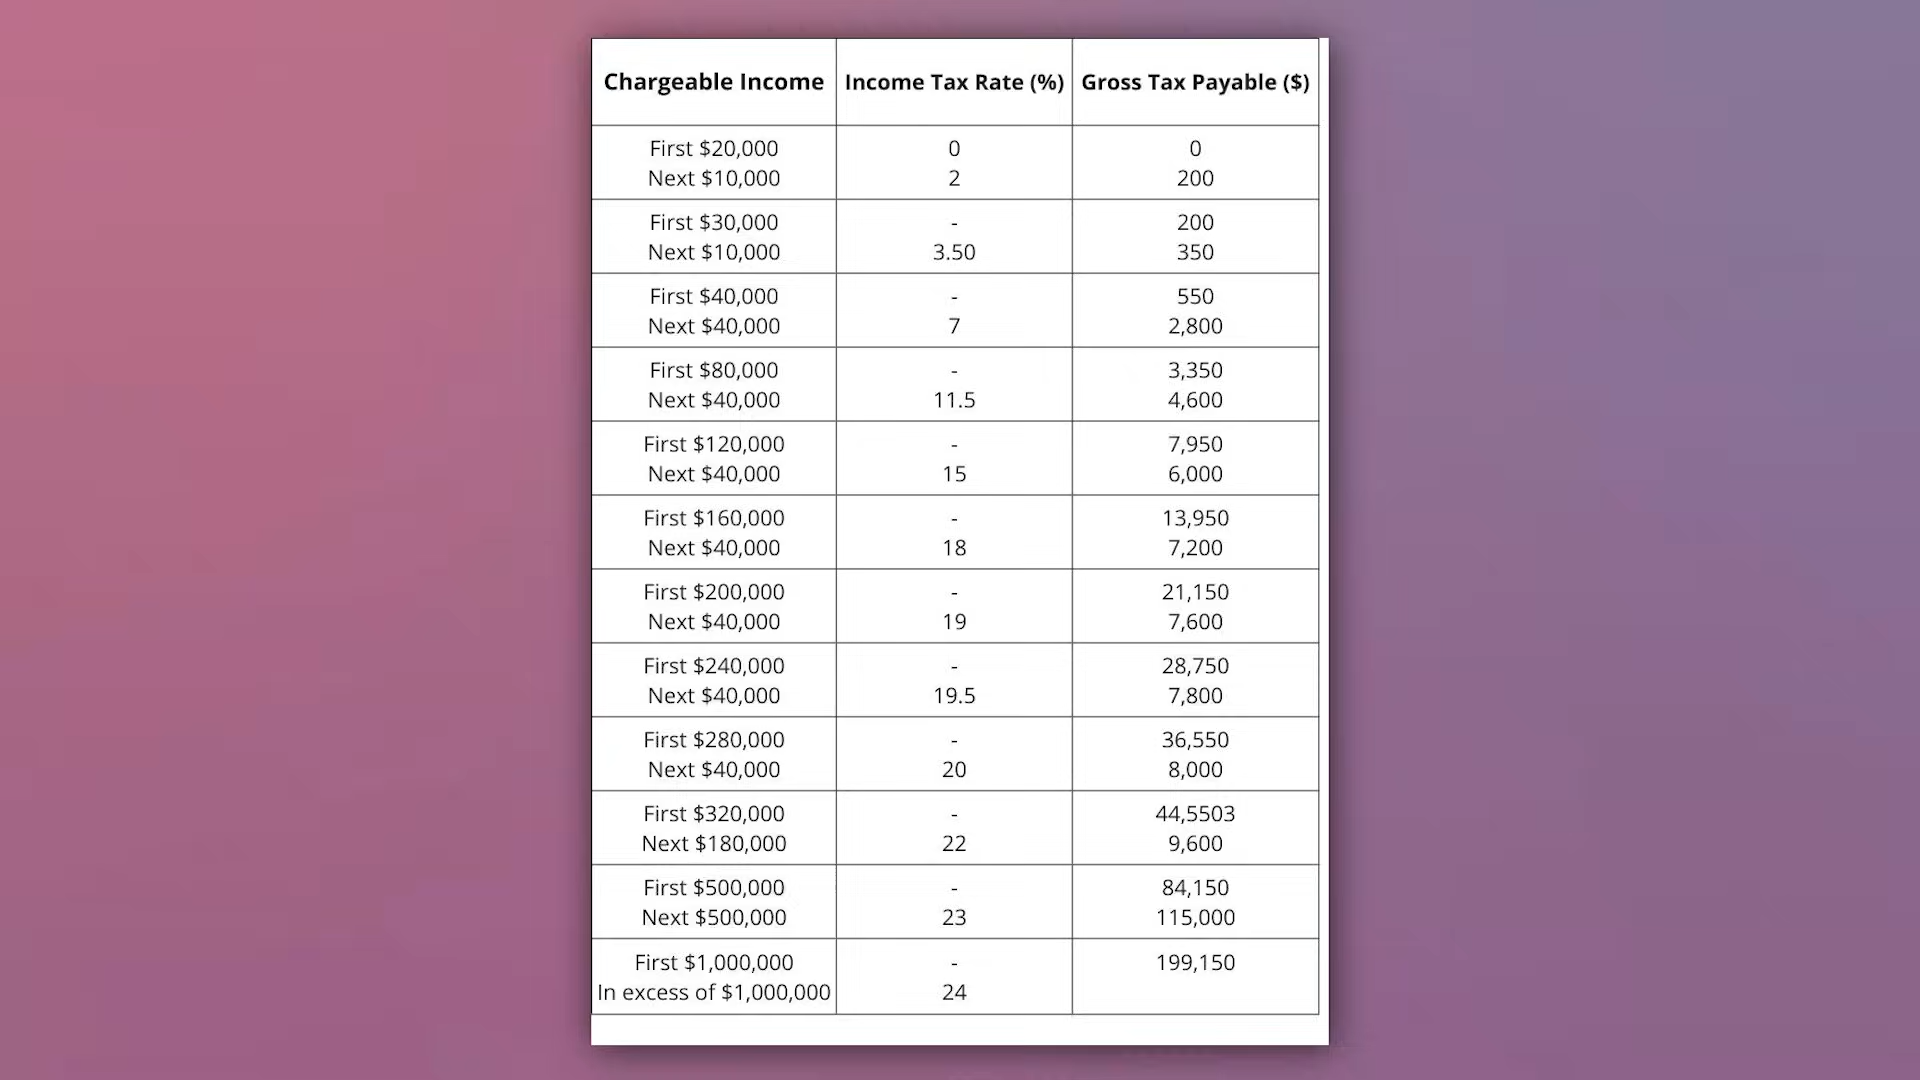 Chargeable Income Income Tax Rate (%) Gross Tax Payable ($)
First $20,000 0 0
Next $10,000 2 200
First $30,000 - 200
Next $10,000 3.50 350
First $40,000 - 550
Next $40,000 7 2,800
First $80,000 - 3,350
Next $40,000 11.5 4,600
First $120,000 - 7,950
Next $40,000 15 6,000
First $160,000 - 13,950
Next $40,000 18 7,200
First $200,000 - 21,150
Next $40,000 19 7,600
First $240,000 - 28,750
Next $40,000 19.5 7,800
First $280,000 - 36,550
Next $40,000 20 8,000
First $320,000 - 44,5503
Next $180,000 22 9,600
First $500,000 - 84,150
Next $500,000 23 115,000
First $1,000,000 - 199,150
In excess of $1,000,000 24